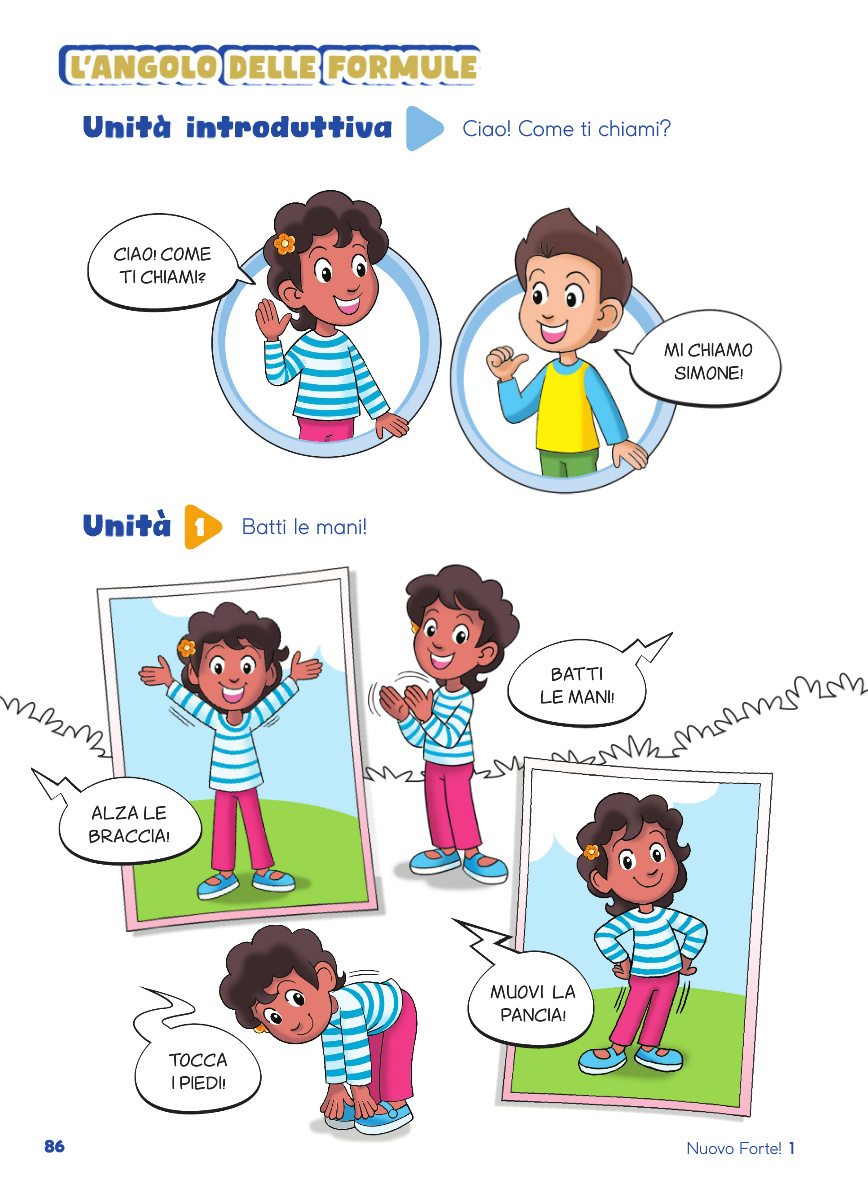 L'ANGOLO DELLE FORMULE
Unità introduttiva Ciao! Come ti chiami?
CIAO! COME
TI CHIAMI?
MI CHIAMO
SIMONE!
Unità 1 Batti le mani!
BATTI
LE MANI!
ALZA LE
BRACCIA!
MUOVI LA
PANCIA!
TOCCA
I PIEDI!
86
Nuovo Forte! 1